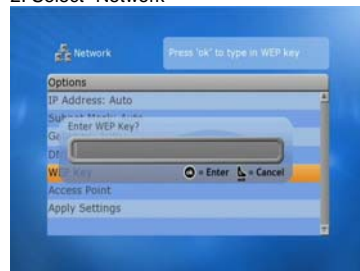 2. Select "Network"
Network
Press 'ok' to type in WEP key
Options
IP Address: Auto
Enter WEP Key?
= Enter = Cancel
WEP Key
Access Point
Apply Settings